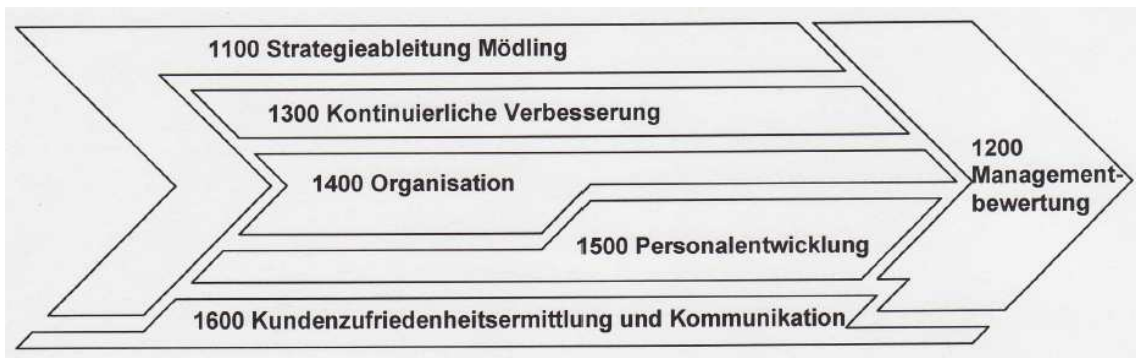 1100 Strategieableitung Mödling
1300 Kontinuierliche Verbesserung
1400 Organisation
1500 Personalentwicklung
1600 Kundenzufriedenheitsermittlung und Kommunikation
1200
Management-
bewertung